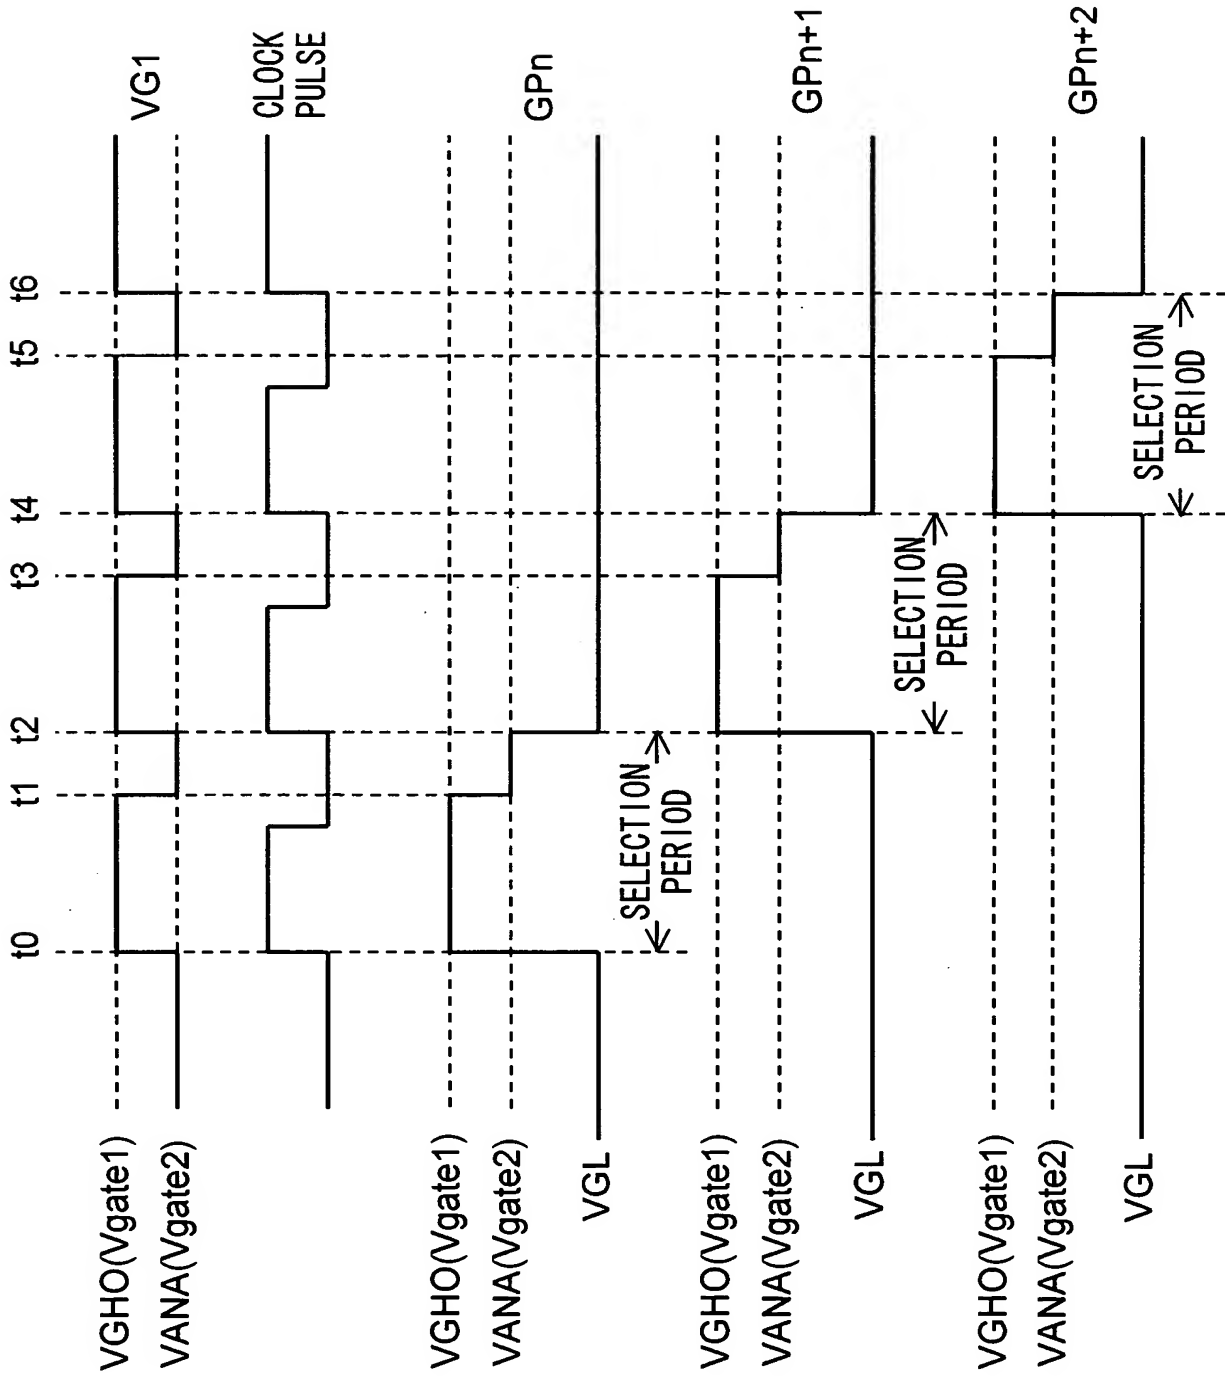 t0
t1
t2
t3
t4
t5
t6
VGHO(Vgate1)
VANA(Vgate2)
VG1
CLOCK
PULSE
VGHO(Vgate1)
VANA(Vgate2)
VGL
GPn
SELECTION
PERIOD
VGHO(Vgate1)
VANA(Vgate2)
VGL
GPn+1
SELECTION
PERIOD
VGHO(Vgate1)
VANA(Vgate2)
VGL
GPn+2
SELECTION
PERIOD